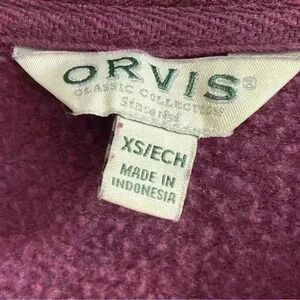 ORVIS®
CLASSIC COLLECTION
XS/ECH
MADE IN
INDONESIA